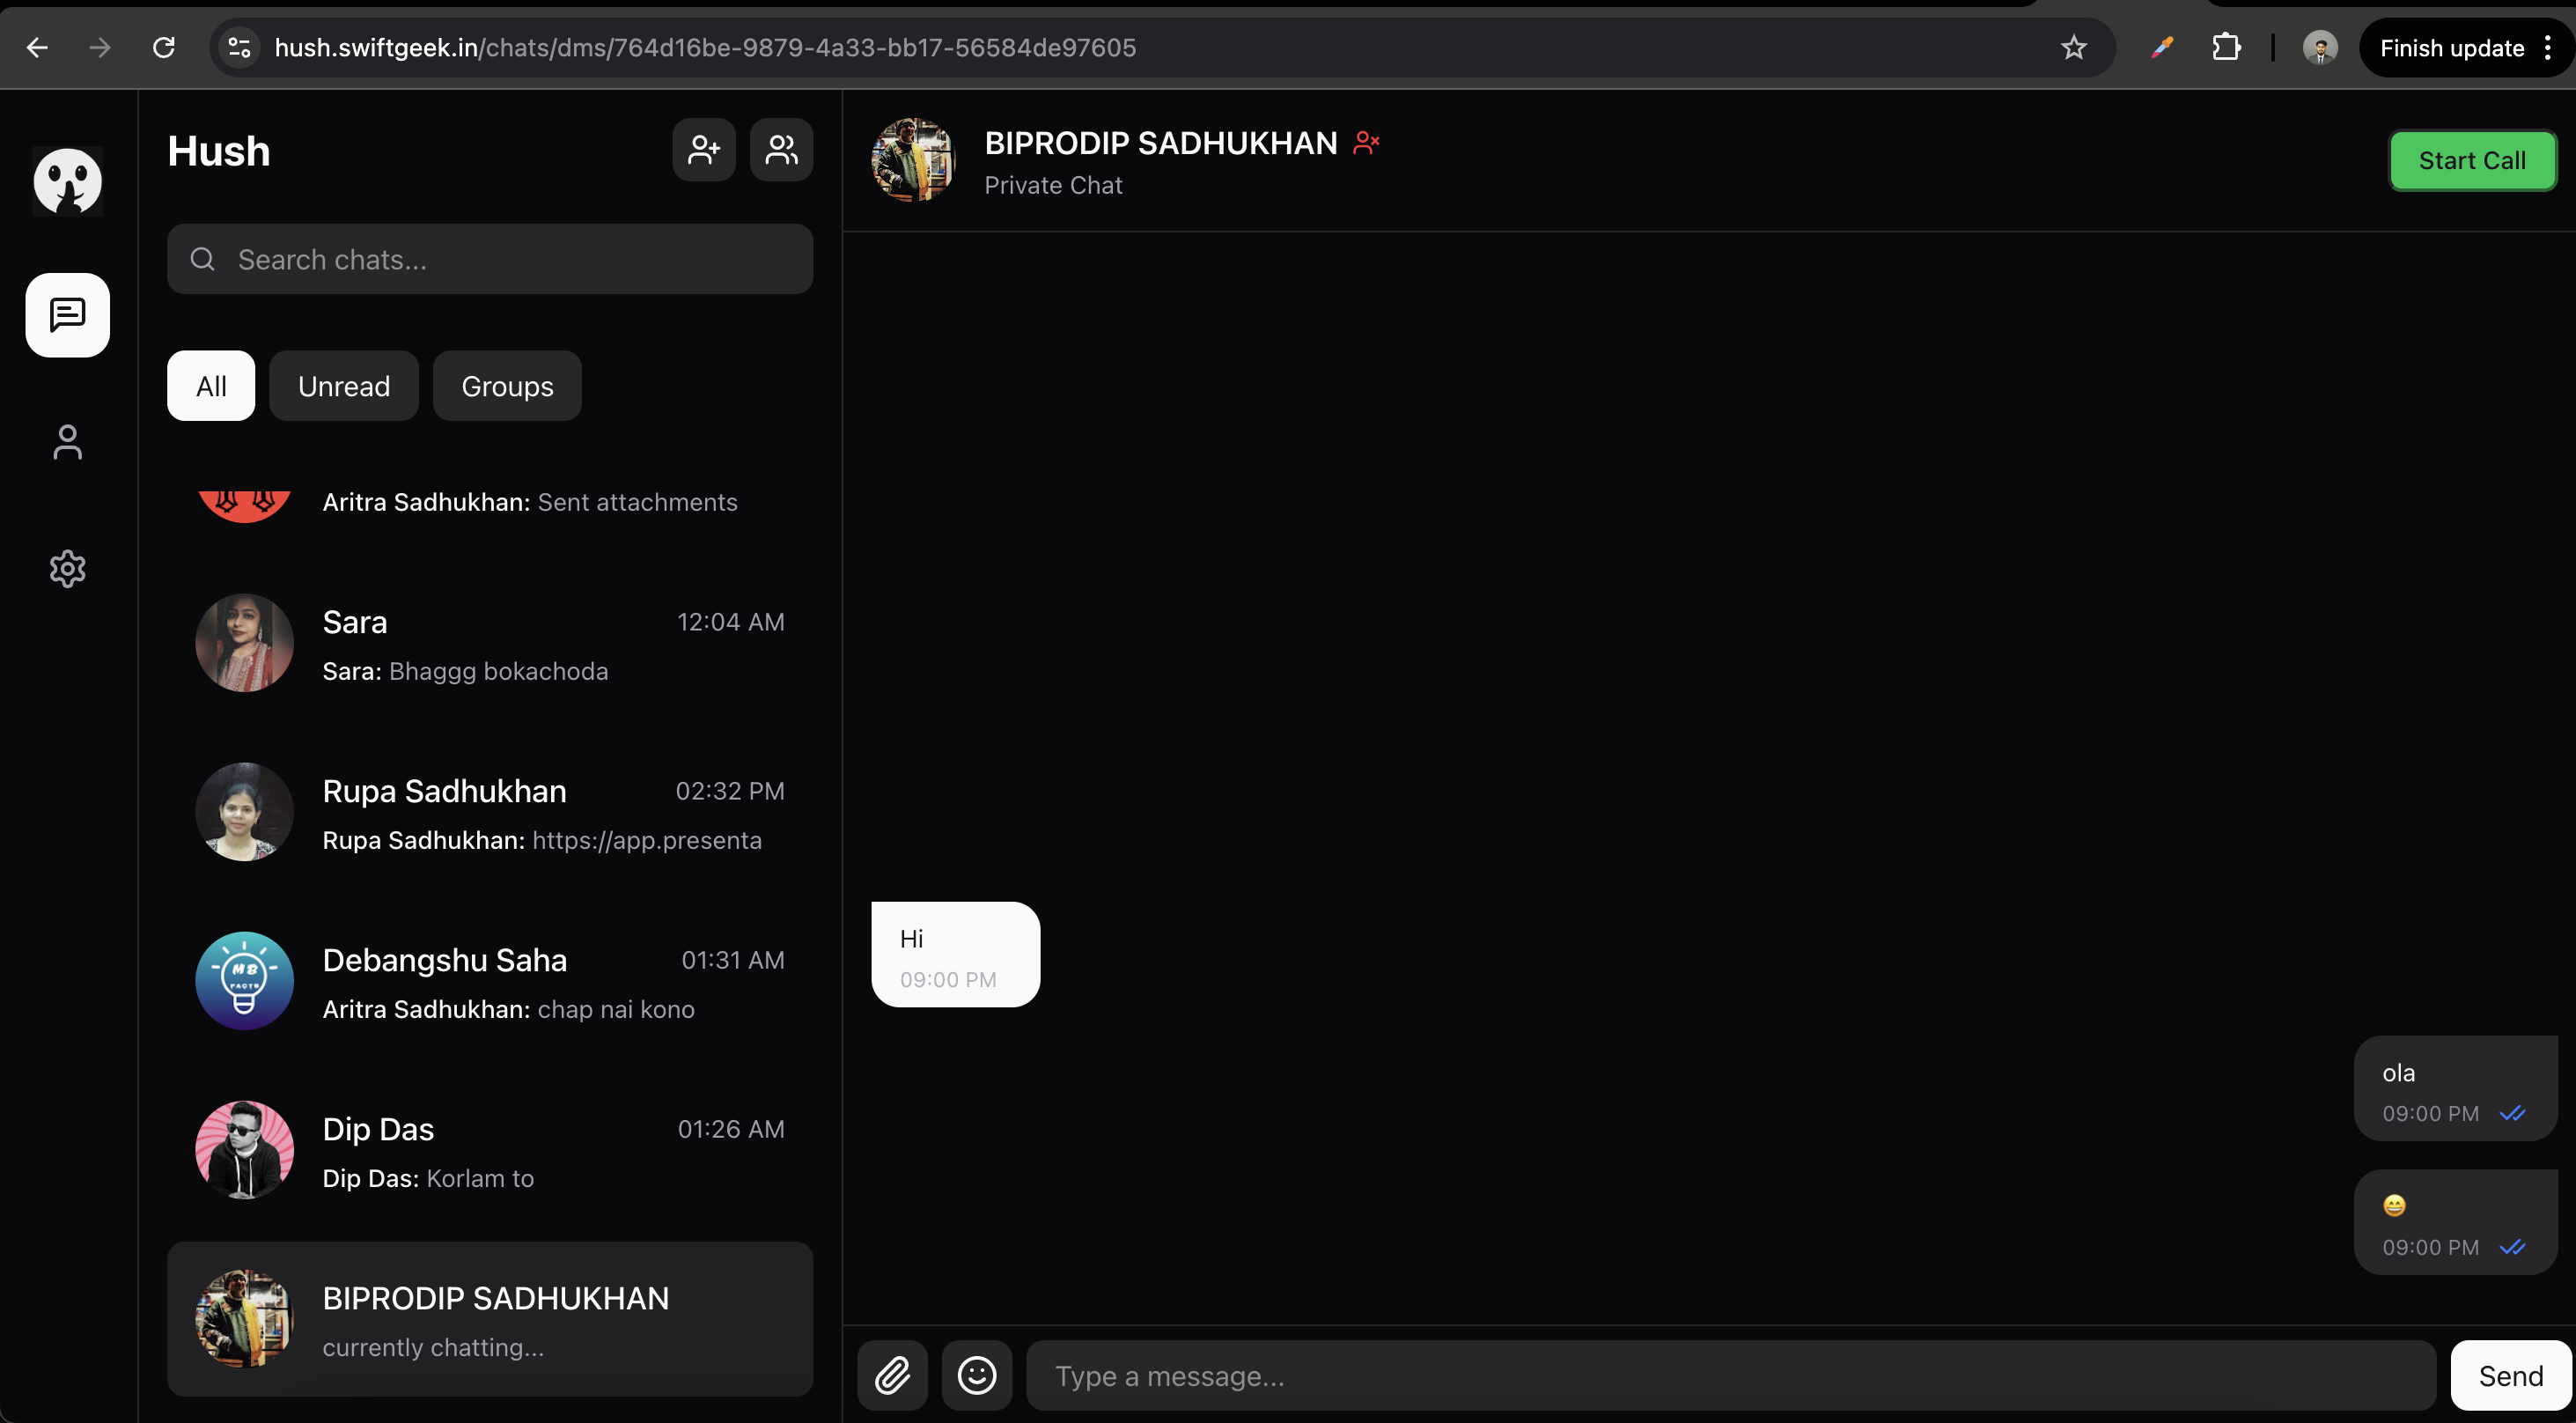 hush.swiftgeek.in/chats/dms/764d16be-9879-4a33-bb17-56584de97605
Finish update
Hush
Search chats...
All
Unread
Groups
Aritra Sadhukhan: Sent attachments
Sara
12:04 AM
Sara: Bhaggg bokachoda
Rupa Sadhukhan
02:32 PM
Rupa Sadhukhan: https://app.presenta
Debangshu Saha
01:31 AM
Aritra Sadhukhan: chap nai kono
MB
FACTS
Dip Das
01:26 AM
Dip Das: Korlam to
BIPRODIP SADHUKHAN
currently chatting...
BIPRODIP SADHUKHAN
Private Chat
Start Call
Hi
09:00 PM
ola
09:00 PM
😄
09:00 PM
Type a message...
Send